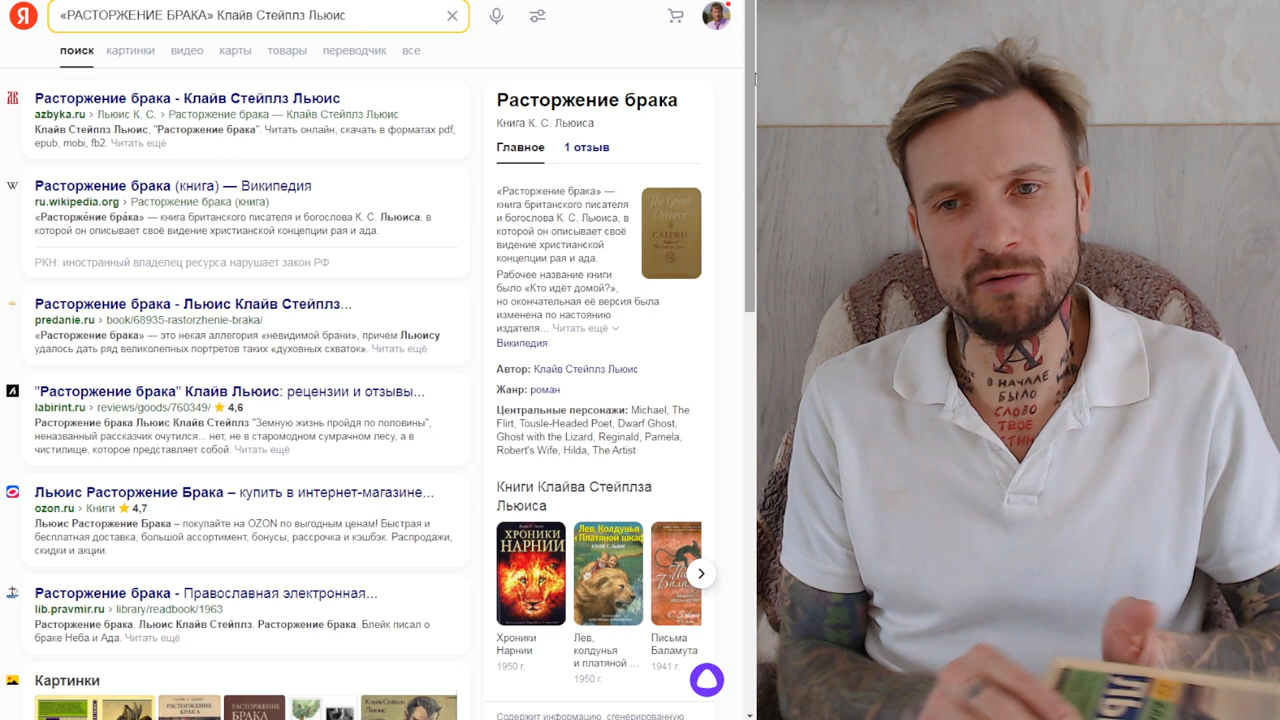 Я
«РАСТОРЖЕНИЕ БРАКА» Клайв Стейплз Льюис
поиск картинки видео карты товары переводчик все
Расторжение брака - Клайв Стейплз Льюис
azbyka.ru › Льюис К. С. › Расторжение брака — Клайв Стейплз Льюис
Клайв Стейплз Льюис, "Расторжение брака". Читать онлайн, скачать в форматах pdf,
epub, mobi, fb2. Читать ещё
W
Расторжение брака (книга) — Википедия
ru.wikipedia.org › Расторжение брака (книга)
«Расторже́ние бра́ка» — книга британского писателя и богослова К. С. Льюиса, в
которой он описывает своё видение христианской концепции рая и ада.
РКН: иностранный владелец ресурса нарушает закон РФ
Расторжение брака - Льюис Клайв Стейплз...
predanie.ru › book/68935-rastorzhenie-braka/
«Расторжение брака» — это некая аллегория «невидимой брани», причем Льюису
удалось дать ряд великолепных портретов таких «духовных схваток». Читать ещё
"Расторжение брака" Клайв Льюис: рецензии и отзывы...
labirint.ru › reviews/goods/760349/ 4,6
Расторжение брака Клайв Стейплз Льюис "Земную жизнь пройдя по половины",
неназванный рассказчик очутился... нет, не в старомодном сумрачном лесу, а в
чистилище, которое представляет собой. Читать ещё
Льюис Расторжение Брака – купить в интернет-магазине...
ozon.ru › Книги 4,7
Льюис Расторжение Брака – покупайте на OZON по выгодным ценам! Быстрая и
бесплатная доставка, большой ассортимент, бонусы, рассрочка и кэшбэк. Распродажи,
скидки и акции.
Расторжение брака - Православная электронная...
lib.pravmir.ru › library/readbook/1963
Расторжение брака. Льюис Клайв Стейплз. Расторжение брака. Блейк писал о
браке Неба и Ада. Читать ещё
Картинки
РАСТОРЖЕНИЕ
БРАКА
РАСТОРЖЕНИЕ
БРАКА
Расторжение брака
Книга К. С. Льюиса
Главное 1 отзыв
«Расторжение брака» —
книга британского писателя
и богослова К. С. Льюиса, в
которой он описывает своё
видение христианской
концепции рая и ада.
Рабочее название книги
было «Кто идёт домой?»,
но окончательная её версия была
изменена по настоянию
издателя... Читать ещё
Википедия
The Great
Divorce
C.S. LEWIS
Автор: Клайв Стейплз Льюис
Жанр: роман
Центральные персонажи: Michael, The
Flirt, Tousle-Headed Poet, Dwarf Ghost,
Ghost with the Lizard, Reginald, Pamela,
Robert's Wife, Hilda, The Artist
Книги Клайва Стейплза
Льюиса
ХРОНИКИ
НАРНИИ
Лев, Колдунья
и Платяной шкаф
Хроники
Нарнии
1950 г.
Лев,
колдунья
и платяной ...
1950 г.
Письма
Баламута
1941 г.
Содержит информацию, сгенерированную
В НАЧАЛЕ
БЫЛО
СЛОВО
ТВОЕ